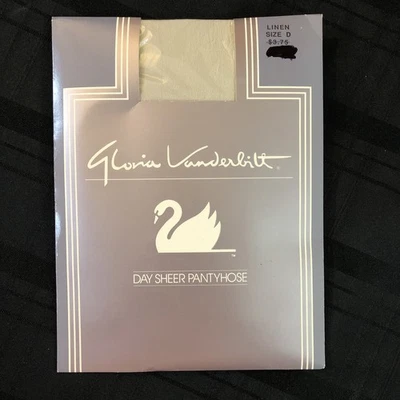 LINEN
SIZE D
$9.75
Gloria Vanderbilt
DAY SHEER PANTYHOSE